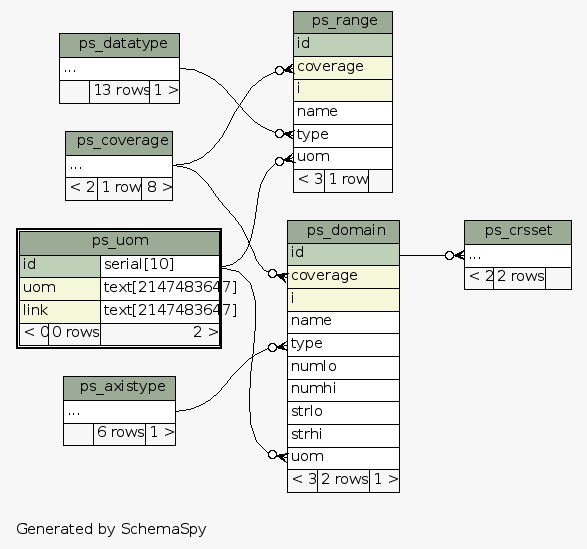 ps_datatype
...
13 rows 1 >
ps_coverage
...
< 2 1 row 8 >
ps_uom
id serial[10]
uom text[2147483647]
link text[2147483647]
< 0 0 rows 2 >
ps_axistype
...
6 rows 1 >
ps_range
id
coverage
i
name
type
uom
< 3 1 row
ps_domain
id
coverage
i
name
type
numlo
numhi
strlo
strhi
uom
< 3 2 rows 1 >
ps_crsset
...
< 2 2 rows
Generated by SchemaSpy